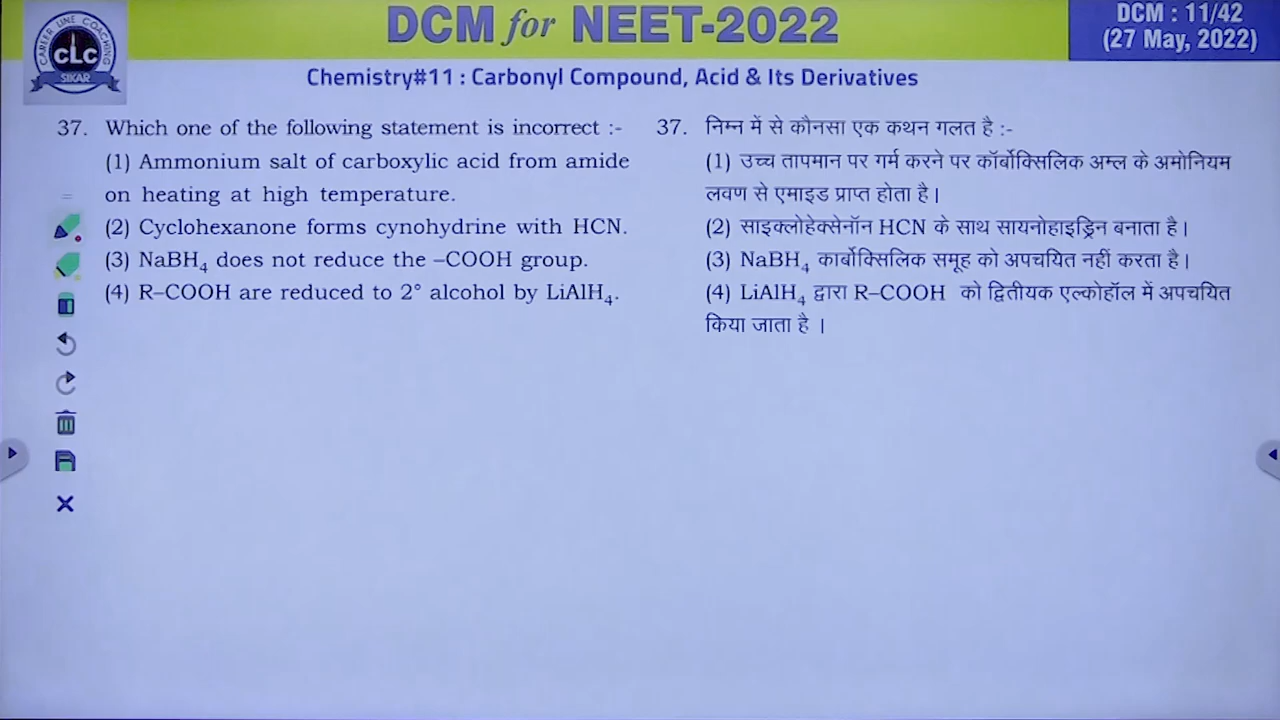 DCM for NEET-2022
DCM : 11/42
(27 May, 2022)
CAREER LINE COACHING
CLC
SIKAR
Chemistry#11 : Carbonyl Compound, Acid & Its Derivatives
37. Which one of the following statement is incorrect :-
(1) Ammonium salt of carboxylic acid from amide
on heating at high temperature.
(2) Cyclohexanone forms cynohydrine with HCN.
(3) NaBH₄ does not reduce the –COOH group.
(4) R–COOH are reduced to 2° alcohol by LiAlH₄.
37. निम्न में से कौनसा एक कथन गलत है :-
(1) उच्च तापमान पर गर्म करने पर कॉर्बोक्सिलिक अम्ल के अमोनियम
लवण से एमाइड प्राप्त होता है।
(2) साइक्लोहेक्सेनॉन HCN के साथ सायनोहाइड्रिन बनाता है।
(3) NaBH₄ कार्बोक्सिलिक समूह को अपचयित नहीं करता है।
(4) LiAlH₄ द्वारा R–COOH को द्वितीयक एल्कोहॉल में अपचयित
किया जाता है ।